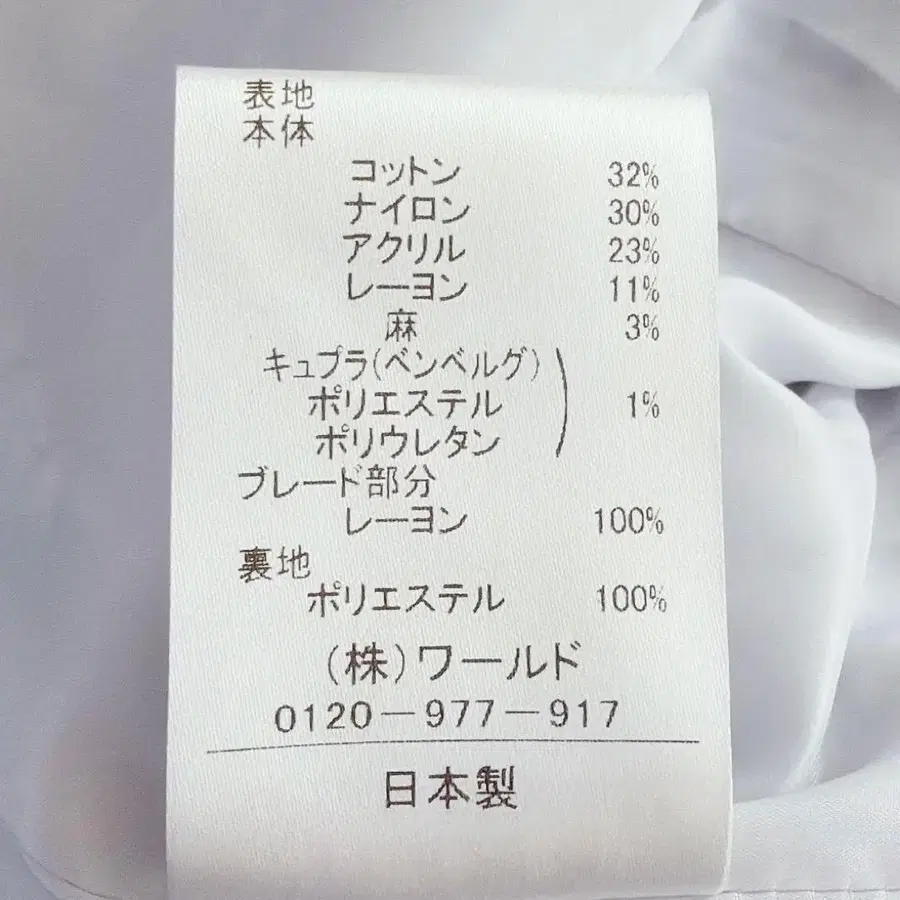 表地
本体
コットン 32%
ナイロン 30%
アクリル 23%
レーヨン 11%
麻 3%
キュプラ(ベンベルグ)
ポリエステル 1%
ポリウレタン
ブレード部分
レーヨン 100%
裏地
ポリエステル 100%
(株)ワールド
0120－977－917
日本製